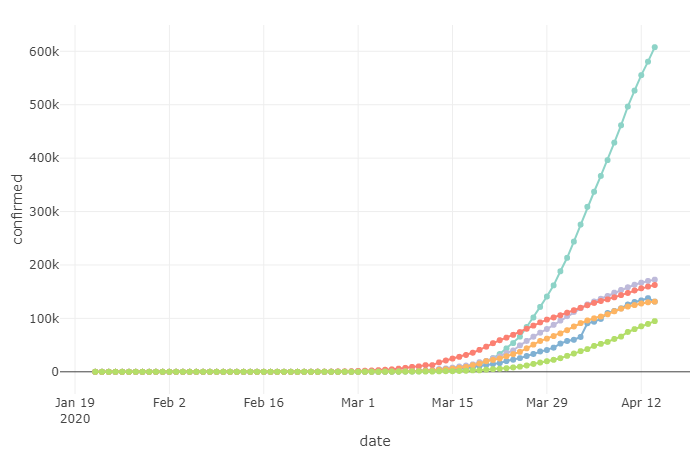 600k
500k
400k
300k
200k
100k
0
confirmed
Jan 19
2020
Feb 2
Feb 16
Mar 1
Mar 15
Mar 29
Apr 12
date